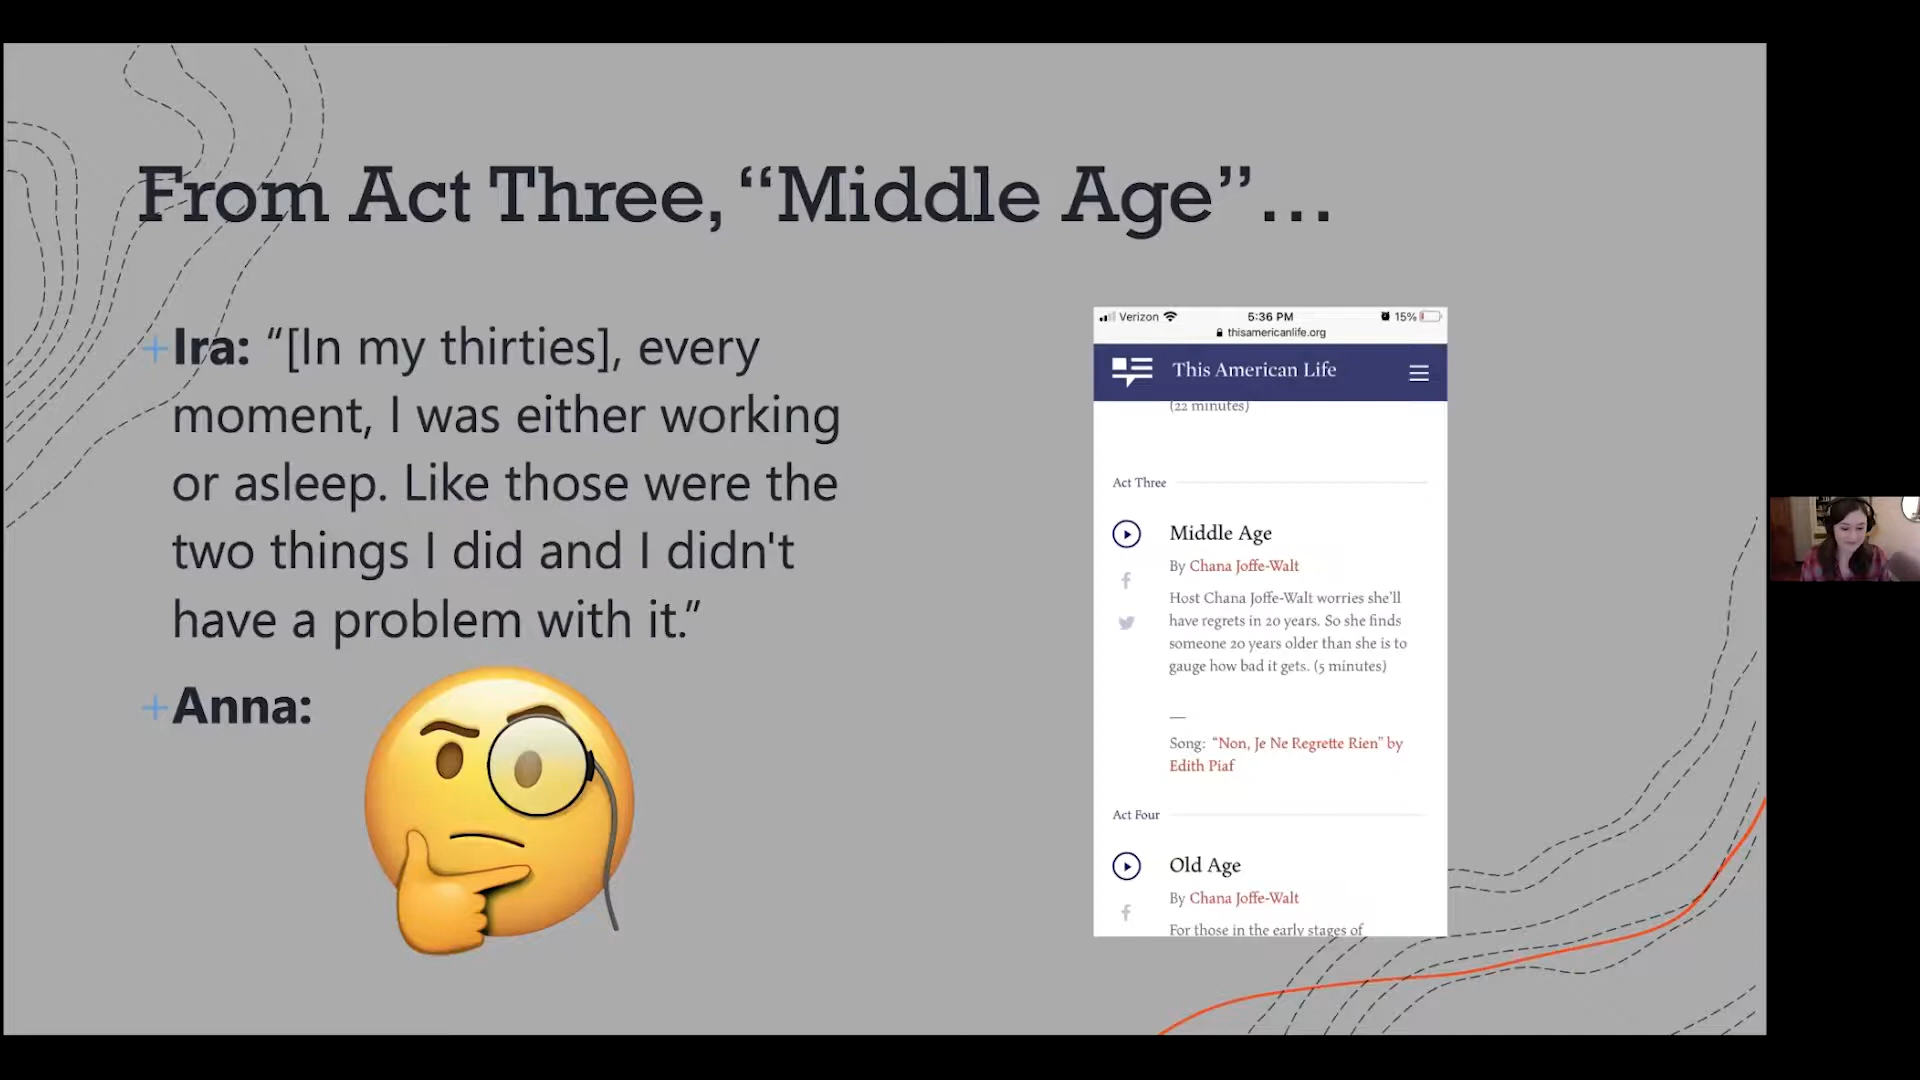 From Act Three, “Middle Age”…
+Ira: “[In my thirties], every
moment, I was either working
or asleep. Like those were the
two things I did and I didn't
have a problem with it.”
+Anna:
Verizon 5:36 PM 15%
thisamericanlife.org
This American Life
(22 minutes)
Act Three
Middle Age
By Chana Joffe-Walt
Host Chana Joffe-Walt worries she’ll
have regrets in 20 years. So she finds
someone 20 years older than she is to
gauge how bad it gets. (5 minutes)
—
Song: “Non, Je Ne Regrette Rien” by
Edith Piaf
Act Four
Old Age
By Chana Joffe-Walt
For those in the early stages of